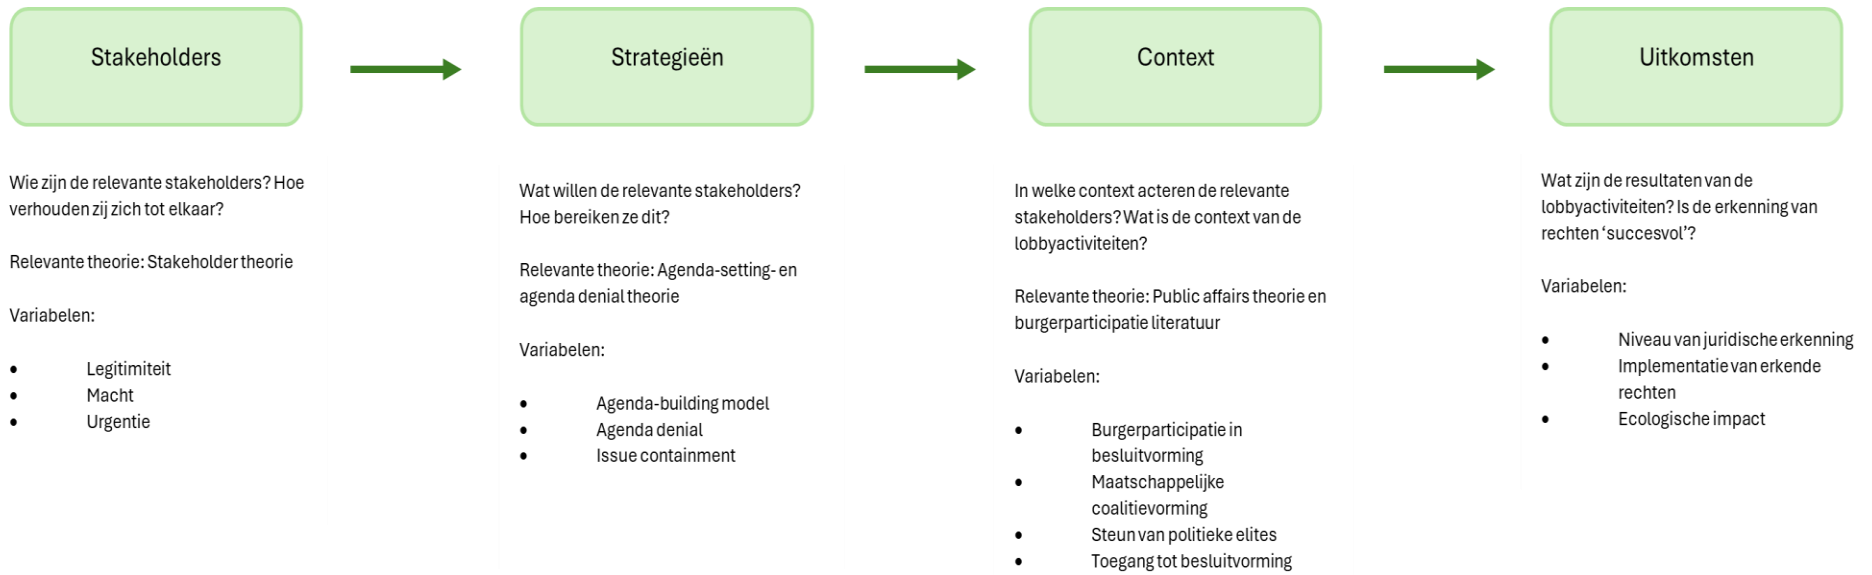 Stakeholders
Strategieën
Context
Uitkomsten
Wie zijn de relevante stakeholders? Hoe
verhouden zij zich tot elkaar?
Relevante theorie: Stakeholder theorie
Variabelen:
• Legitimiteit
• Macht
• Urgentie
Wat willen de relevante stakeholders?
Hoe bereiken ze dit?
Relevante theorie: Agenda-setting- en
agenda denial theorie
Variabelen:
• Agenda-building model
• Agenda denial
• Issue containment
In welke context acteren de relevante
stakeholders? Wat is de context van de
lobbyactiviteiten?
Relevante theorie: Public affairs theorie en
burgerparticipatie literatuur
Variabelen:
• Burgerparticipatie in
besluitvorming
• Maatschappelijke
coalitievorming
• Steun van politieke elites
• Toegang tot besluitvorming
Wat zijn de resultaten van de
lobbyactiviteiten? Is de erkenning van
rechten ‘succesvol’?
Variabelen:
• Niveau van juridische erkenning
• Implementatie van erkende
rechten
• Ecologische impact